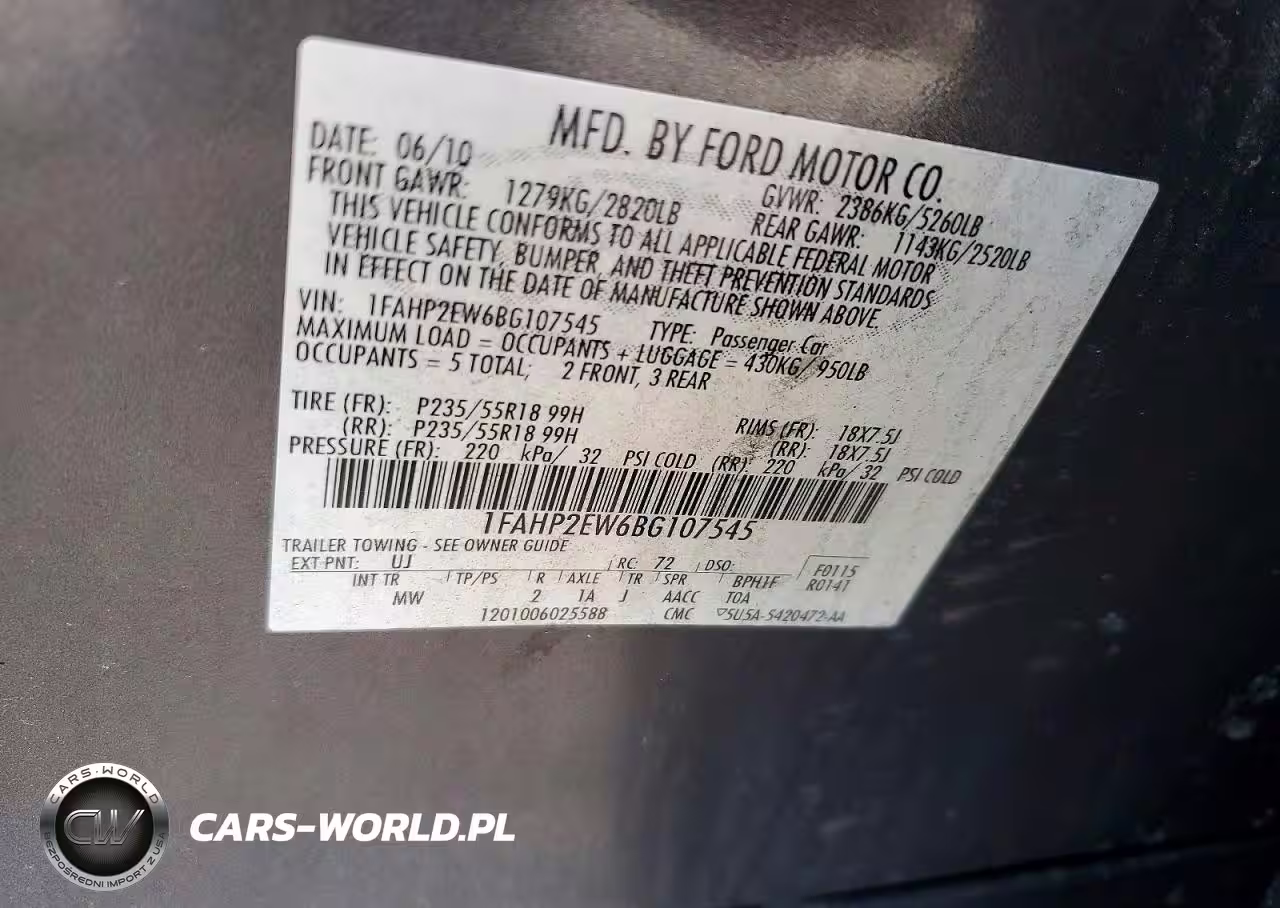 MFD. BY FORD MOTOR CO.
DATE: 06/10 GVWR: 2386KG/5260LB
FRONT GAWR: 1279KG/2820LB REAR GAWR: 1143KG/2520LB
THIS VEHICLE CONFORMS TO ALL APPLICABLE FEDERAL MOTOR
VEHICLE SAFETY, BUMPER, AND THEFT PREVENTION STANDARDS
IN EFFECT ON THE DATE OF MANUFACTURE SHOWN ABOVE.
VIN: 1FAHP2EW6BG107545 TYPE: Passenger Car
MAXIMUM LOAD = OCCUPANTS + LUGGAGE = 430KG/ 950LB
OCCUPANTS = 5 TOTAL; 2 FRONT, 3 REAR
TIRE (FR): P235/55R18 99H RIMS (FR): 18X7.5J
(RR): P235/55R18 99H (RR): 18X7.5J
PRESSURE (FR): 220 kPa/ 32 PSI COLD (RR): 220 kPa/ 32 PSI COLD
1FAHP2EW6BG107545
TRAILER TOWING - SEE OWNER GUIDE
EXT PNT: UJ RC: 72 DSO: F0115
INT TR TP/PS R AXLE TR SPR BPH1F R0141
MW 2 1A J AACC TOA
1201006025588 CMC ▽5U5A-5420472-AA
CARS-WORLD
CW
BEZPOŚREDNI IMPORT Z USA
CARS-WORLD.PL